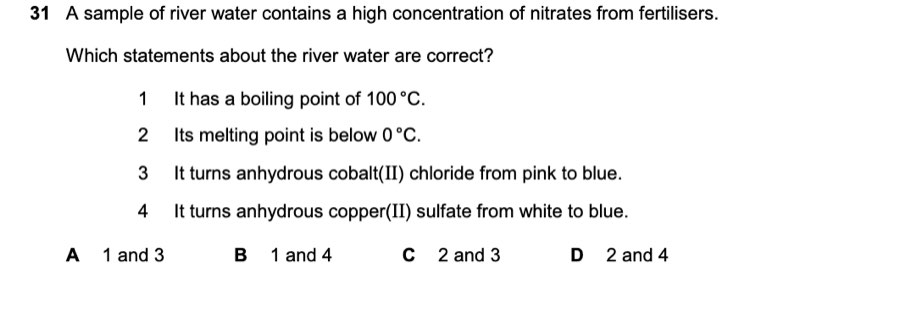 31 A sample of river water contains a high concentration of nitrates from fertilisers.
Which statements about the river water are correct?
1 It has a boiling point of 100 °C.
2 Its melting point is below 0 °C.
3 It turns anhydrous cobalt(II) chloride from pink to blue.
4 It turns anhydrous copper(II) sulfate from white to blue.
A 1 and 3 B 1 and 4 C 2 and 3 D 2 and 4